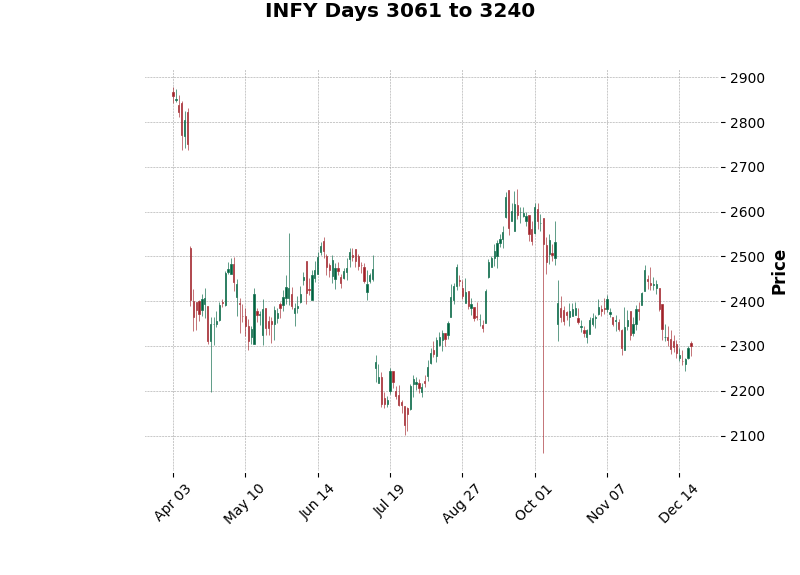 INFY Days 3061 to 3240
2900
2800
2700
2600
2500
2400
2300
2200
2100
Price
Apr 03
May 10
Jun 14
Jul 19
Aug 27
Oct 01
Nov 07
Dec 14